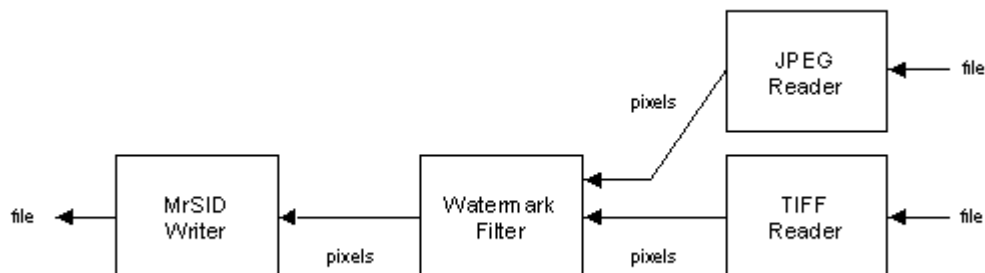 JPEG
Reader
file
pixels
file
MrSID
Writer
pixels
Watermark
Filter
pixels
TIFF
Reader
file